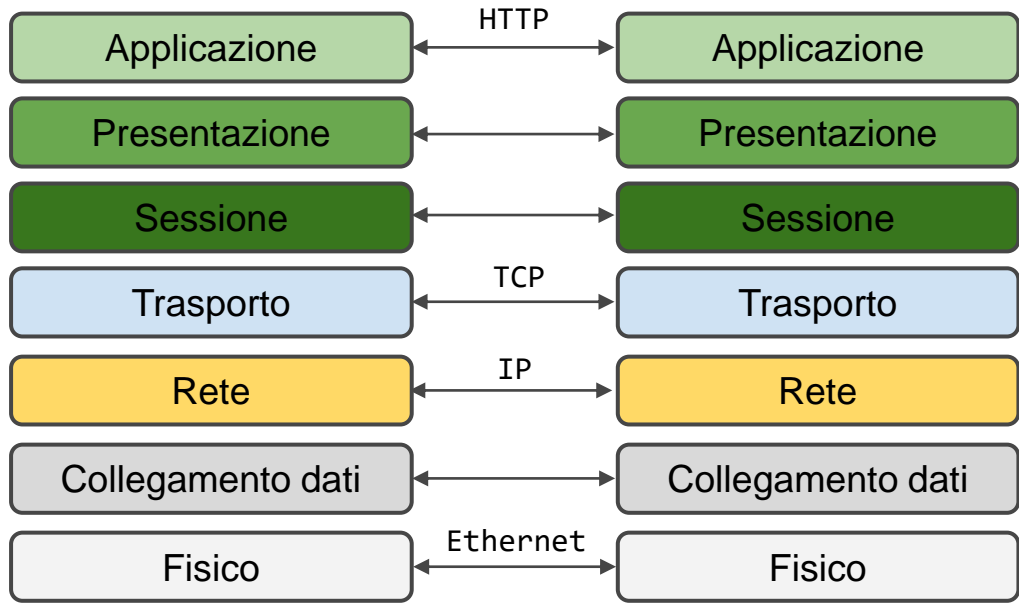 HTTP
Applicazione Applicazione
Presentazione Presentazione
Sessione Sessione
TCP
Trasporto Trasporto
IP
Rete Rete
Collegamento dati Collegamento dati
Ethernet
Fisico Fisico